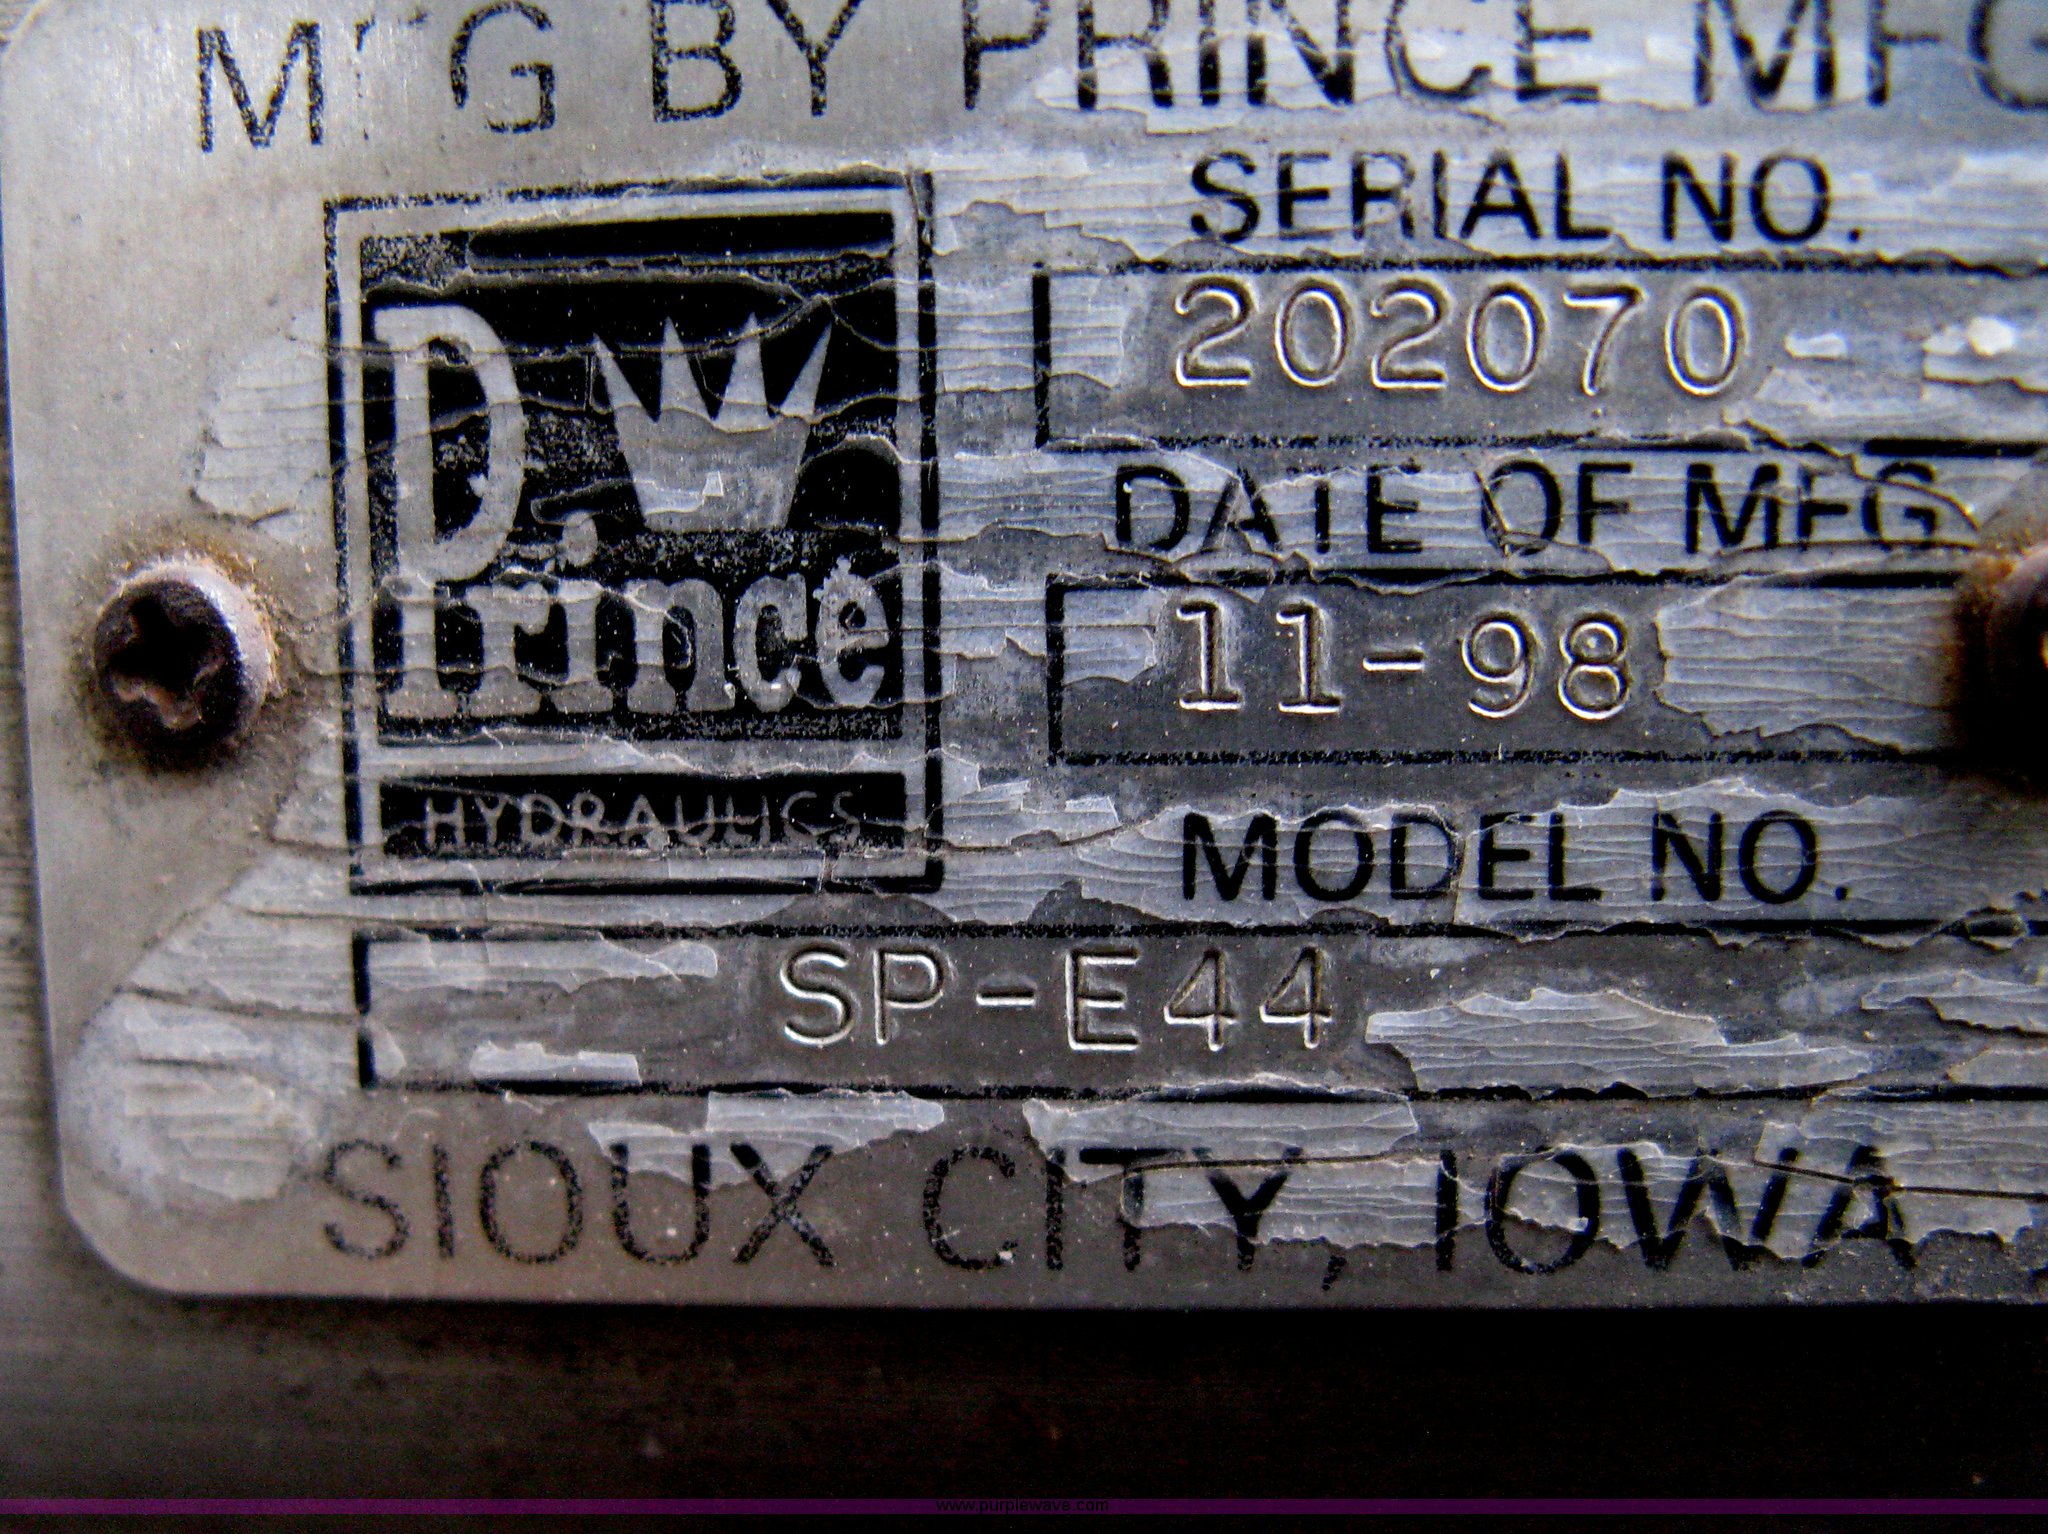 MFG BY PRINCE MFG
SERIAL NO.
202070
DATE OF MFG
11-98
Prince
HYDRAULICS
MODEL NO.
SP-E44
SIOUX CITY, IOWA
www.purplewave.com